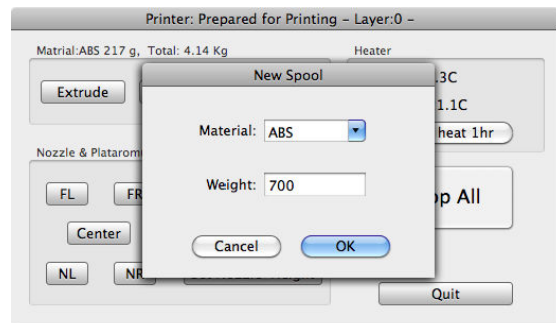 Printer: Prepared for Printing – Layer:0 –
Matrial:ABS 217 g, Total: 4.14 Kg
Heater
New Spool
.3C
Extrude
1.1C
Material: ABS
heat 1hr
Nozzle &
Weight: 700
FL
FR
op All
Center
Cancel
OK
NL
NR
Quit